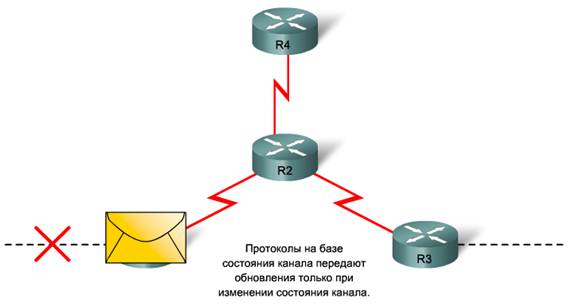 R4
R2
R3
Протоколы на базе
состояния канала передают
обновления только при
изменении состояния канала.